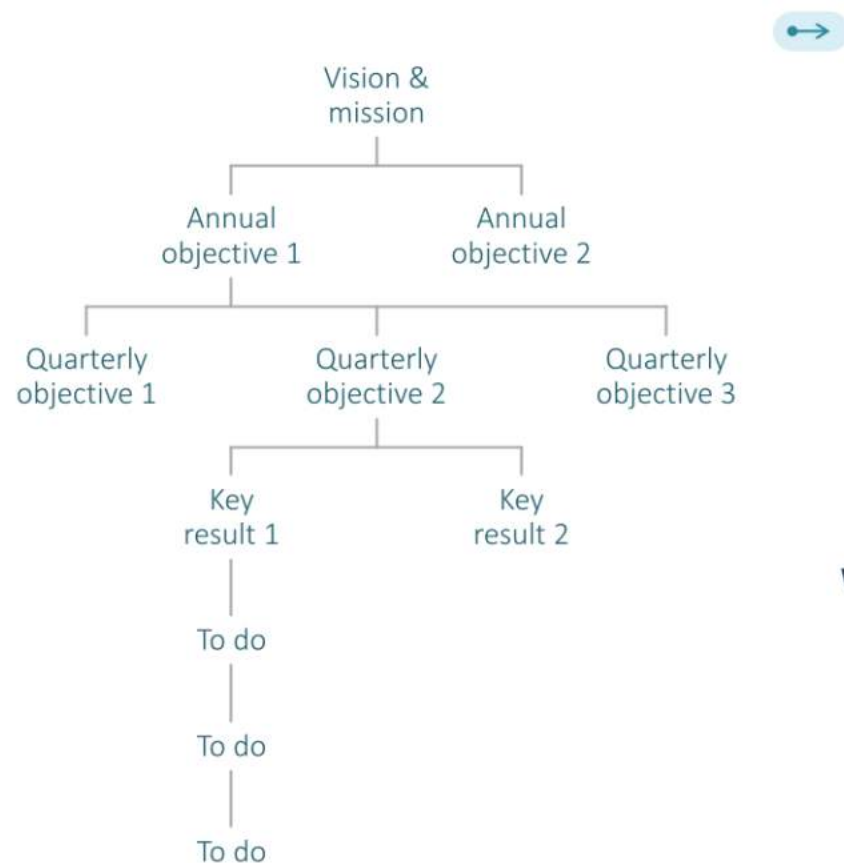 Vision &
mission
Annual
objective 1
Annual
objective 2
Quarterly
objective 1
Quarterly
objective 2
Quarterly
objective 3
Key
result 1
Key
result 2
To do
To do
To do